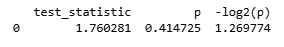 test_statistic p -log2(p)
0 1.760281 0.414725 1.269774